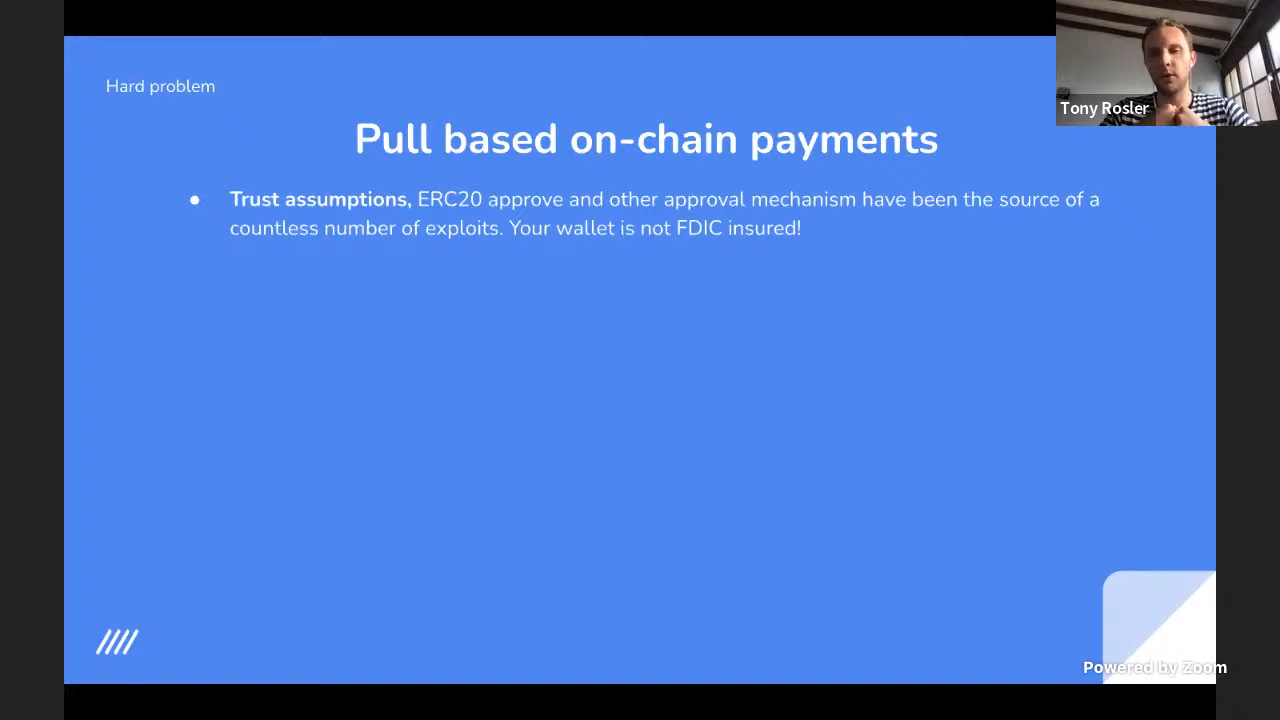 Hard problem
Tony Rosler
Pull based on-chain payments
● Trust assumptions, ERC20 approve and other approval mechanism have been the source of a
countless number of exploits. Your wallet is not FDIC insured!
Powered by Zoom